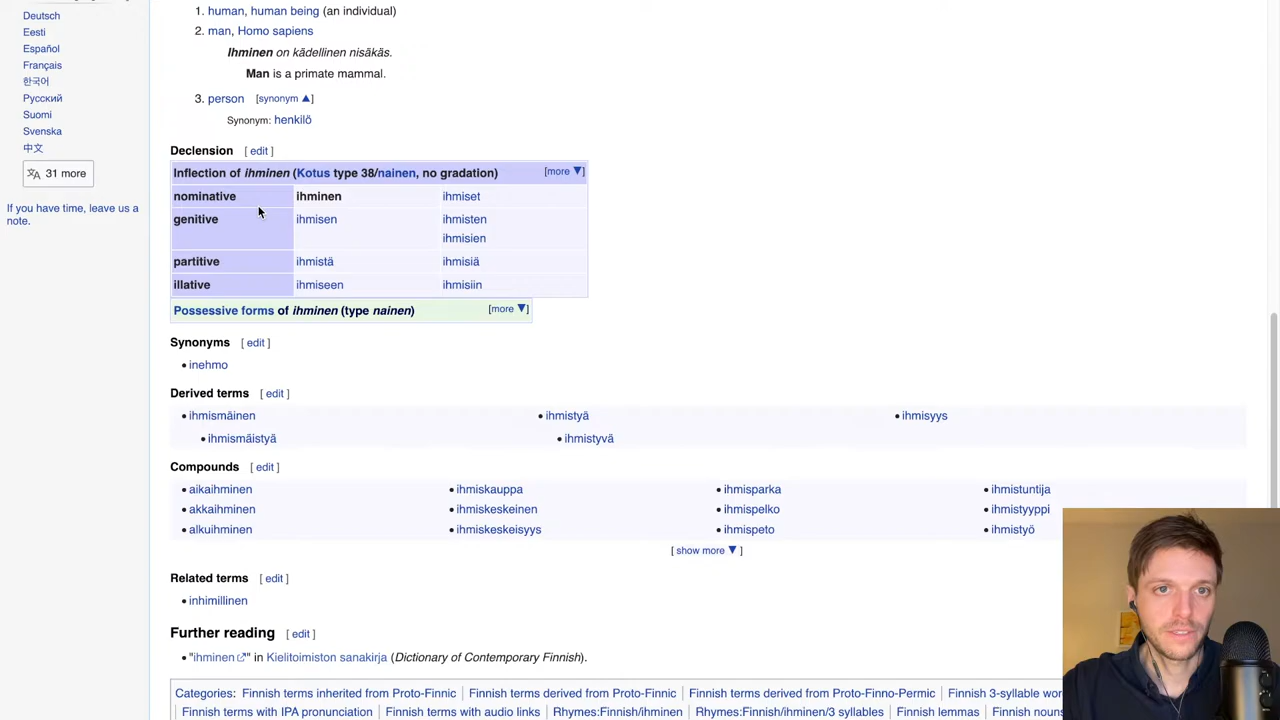 Deutsch
Eesti
Español
Français
한국어
Русский
Suomi
Svenska
中文
31 more
If you have time, leave us a
note.
1. human, human being (an individual)
2. man, Homo sapiens
Ihminen on kädellinen nisäkäs.
Man is a primate mammal.
3. person [synonym ▲]
Synonym: henkilö
Declension [ edit ]
Inflection of ihminen (Kotus type 38/nainen, no gradation) [more ▼]
nominative ihminen ihmiset
genitive ihmisen ihmisten
ihmisien
partitive ihmistä ihmisiä
illative ihmiseen ihmisiin
Possessive forms of ihminen (type nainen) [more ▼]
Synonyms [ edit ]
• inehmo
Derived terms [ edit ]
• ihmismäinen • ihmistyä • ihmisyys
• ihmismäistyä • ihmistyvä
Compounds [ edit ]
• aikaihminen • ihmiskauppa • ihmisparka • ihmistuntija
• akkaihminen • ihmiskeskeinen • ihmispelko • ihmistyyppi
• alkuihminen • ihmiskeskeisyys • ihmispeto • ihmistyö
[ show more ▼ ]
Related terms [ edit ]
• inhimillinen
Further reading [ edit ]
• "ihminen" in Kielitoimiston sanakirja (Dictionary of Contemporary Finnish).
Categories: Finnish terms inherited from Proto-Finnic | Finnish terms derived from Proto-Finnic | Finnish terms derived from Proto-Finno-Permic | Finnish 3-syllable wor
Finnish terms with IPA pronunciation | Finnish terms with audio links | Rhymes:Finnish/ihminen | Rhymes:Finnish/ihminen/3 syllables | Finnish lemmas | Finnish nouns